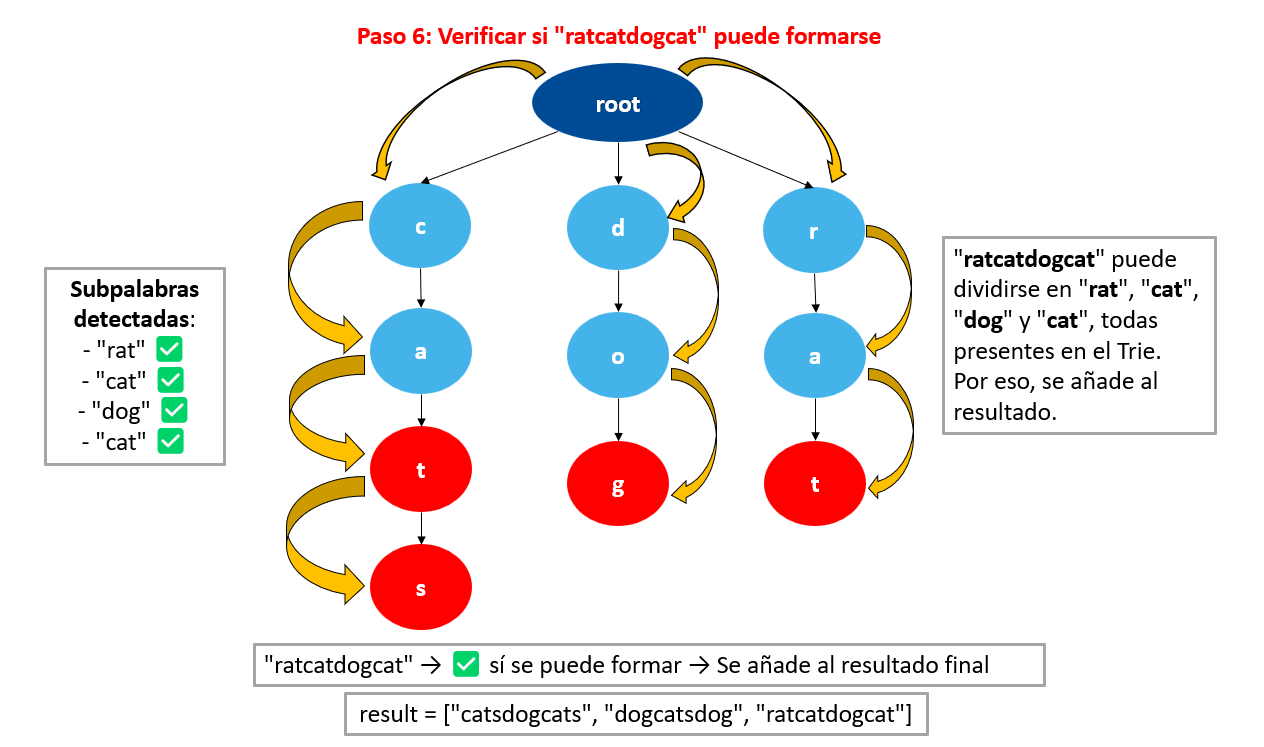 Paso 6: Verificar si "ratcatdogcat" puede formarse
root
c
d
r
a
o
a
t
g
t
s
Subpalabras
detectadas:
- "rat" ✅
- "cat" ✅
- "dog" ✅
- "cat" ✅
"ratcatdogcat" puede
dividirse en "rat", "cat",
"dog" y "cat", todas
presentes en el Trie.
Por eso, se añade al
resultado.
"ratcatdogcat" → ✅ sí se puede formar → Se añade al resultado final
result = ["catsdogcats", "dogcatsdog", "ratcatdogcat"]